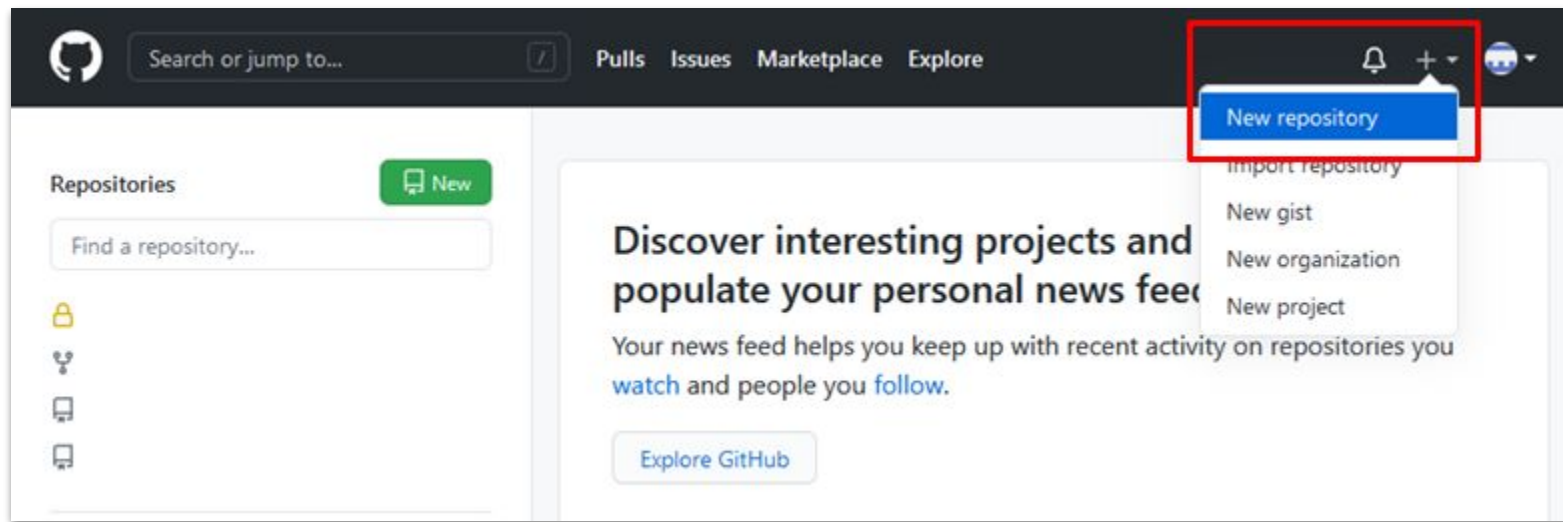 Search or jump to... /
Pulls Issues Marketplace Explore
New repository
Import repository
New gist
New organization
New project
Repositories
New
Find a repository...
Discover interesting projects and
populate your personal news feed
Your news feed helps you keep up with recent activity on repositories you
watch and people you follow.
Explore GitHub